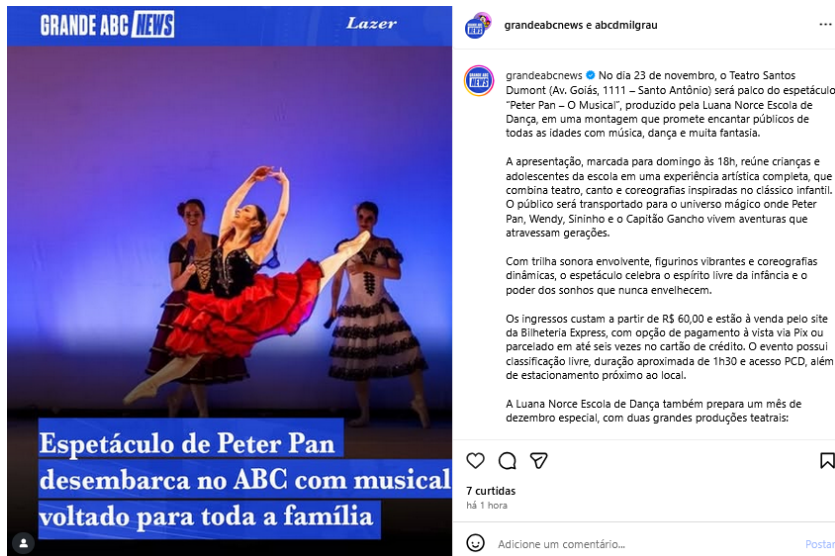 GRANDE ABC NEWS
Lazer
Espetáculo de Peter Pan
desembarca no ABC com musical
voltado para toda a família
grandeabcnews e abcdmilgrau
grandeabcnews No dia 23 de novembro, o Teatro Santos
Dumont (Av. Goiás, 1111 – Santo Antônio) será palco do espetáculo
“Peter Pan – O Musical”, produzido pela Luana Norce Escola de
Dança, em uma montagem que promete encantar públicos de
todas as idades com música, dança e muita fantasia.
A apresentação, marcada para domingo às 18h, reúne crianças e
adolescentes da escola em uma experiência artística completa, que
combina teatro, canto e coreografias inspiradas no clássico infantil.
O público será transportado para o universo mágico onde Peter
Pan, Wendy, Sininho e o Capitão Gancho vivem aventuras que
atravessam gerações.
Com trilha sonora envolvente, figurinos vibrantes e coreografias
dinâmicas, o espetáculo celebra o espírito livre da infância e o
poder dos sonhos que nunca envelhecem.
Os ingressos custam a partir de R$ 60,00 e estão à venda pelo site
da Bilheteria Express, com opção de pagamento à vista via Pix ou
parcelado em até seis vezes no cartão de crédito. O evento possui
classificação livre, duração aproximada de 1h30 e acesso PCD, além
de estacionamento próximo ao local.
A Luana Norce Escola de Dança também prepara um mês de
dezembro especial, com duas grandes produções teatrais:
7 curtidas
há 1 hora
Adicione um comentário...
Postar